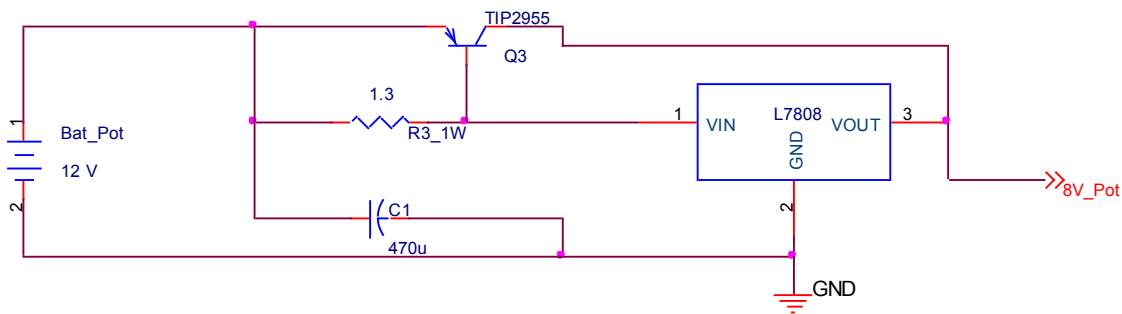 TIP2955
Q3
1.3
R3_1W
1
L7808
VIN
VOUT
GND
3
2
1
Bat_Pot
12 V
2
C1
470u
8V_Pot
GND